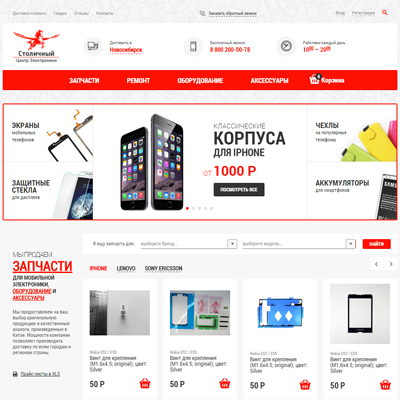 Доставка и оплата
Скидки
Отзывы
Контакты
Заказать обратный звонок
Вход
Регистрация
Столичный
Центр Электроники
Доставить в
Новосибирск
Бесплатный звонок
8 800 200-50-78
Работаем каждый день
10⁰⁰ – 20⁰⁰
ЗАПЧАСТИ
РЕМОНТ
ОБОРУДОВАНИЕ
АКСЕССУАРЫ
Корзина
ЭКРАНЫ
мобильных
телефонов
ЗАЩИТНЫЕ
СТЕКЛА
для дисплеев
КЛАССИЧЕСКИЕ
КОРПУСА
ДЛЯ IPHONE
ОТ 1000 Р
ПОСМОТРЕТЬ ВСЕ
ЧЕХЛЫ
на популярные
телефоны
АККУМУЛЯТОРЫ
для смартфонов
Я ищу запчасти для
выберите бренд...
выберите модель...
НАЙТИ
МЫ ПРОДАЕМ
ЗАПЧАСТИ
ДЛЯ МОБИЛЬНОЙ
ЭЛЕКТРОНИКИ,
ОБОРУДОВАНИЕ И
АКСЕССУАРЫ
Мы предоставляем на ваш
выбор оригинальную
продукцию и качественные
аналоги, произведенные в
Китае. Мощности компании
позволяют производить
доставку по всем городам и
регионам страны.
Прайс листы в XLS
IPHONE
LENOVO
SONY ERICSSON
Nokia E52 / E55
Винт для крепления
(M1.6x4.5; original); цвет:
Silver
50 Р
Nokia E52 / E55
Винт для крепления
(M1.6x4.5; original); цвет:
Silver
50 Р
Nokia E52 / E55
Винт для крепления
(M1.6x4.5; original); цвет:
Silver
50 Р
Nokia E52 / E55
Винт для крепления
(M1.6x4.5; original); цвет:
Silver
50 Р